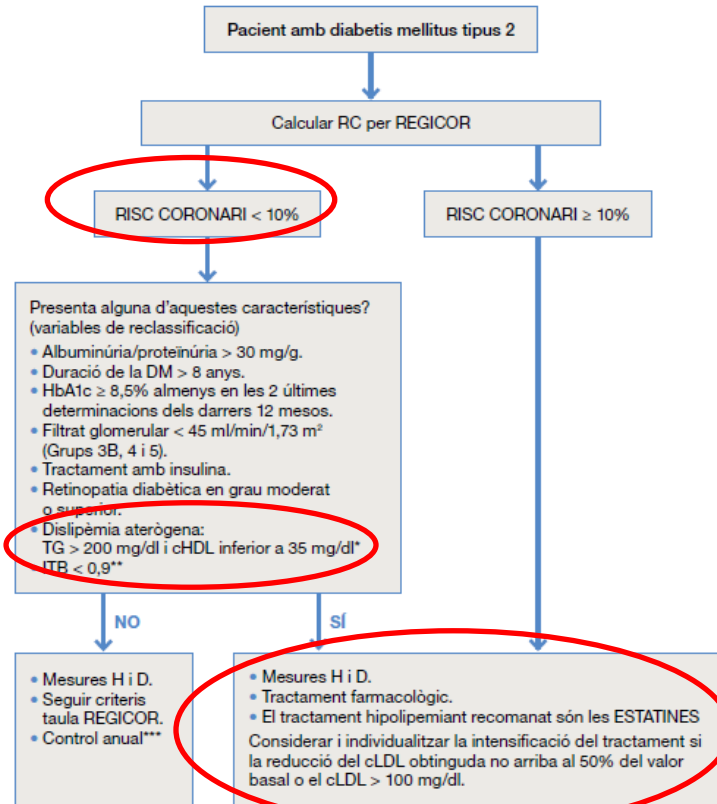 Pacient amb diabetis mellitus tipus 2
Calcular RC per REGICOR
RISC CORONARI < 10%
RISC CORONARI ≥ 10%
Presenta alguna d'aquestes característiques?
(variables de reclassificació)
• Albuminúria/proteïnúria > 30 mg/g.
• Duració de la DM > 8 anys.
• HbA1c ≥ 8,5% almenys en les 2 últimes
determinacions dels darrers 12 mesos.
• Filtrat glomerular < 45 ml/min/1,73 m²
(Grups 3B, 4 i 5).
• Tractament amb insulina.
• Retinopatia diabètica en grau moderat
o superior.
• Dislipèmia aterògena:
TG > 200 mg/dl i cHDL inferior a 35 mg/dl*
• ITB < 0,9**
NO
SÍ
• Mesures H i D.
• Seguir criteris
taula REGICOR.
• Control anual***
• Mesures H i D.
• Tractament farmacològic.
• El tractament hipolipemiant recomanat són les ESTATINES
Considerar i individualitzar la intensificació del tractament si
la reducció del cLDL obtinguda no arriba al 50% del valor
basal o el cLDL > 100 mg/dl.